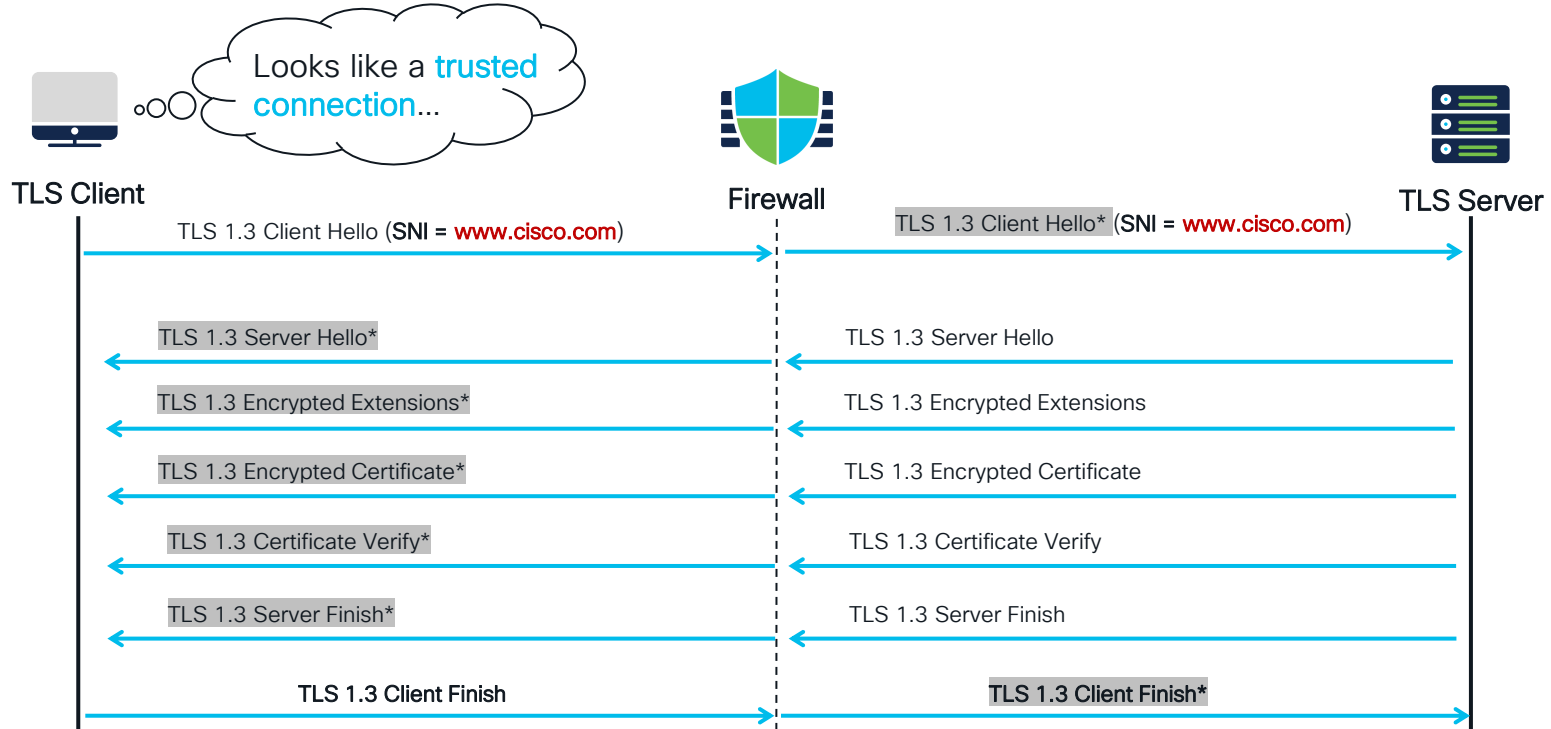 Looks like a trusted
connection...
TLS Client
Firewall
TLS Server
TLS 1.3 Client Hello (SNI = www.cisco.com)
TLS 1.3 Client Hello* (SNI = www.cisco.com)
TLS 1.3 Server Hello*
TLS 1.3 Server Hello
TLS 1.3 Encrypted Extensions*
TLS 1.3 Encrypted Extensions
TLS 1.3 Encrypted Certificate*
TLS 1.3 Encrypted Certificate
TLS 1.3 Certificate Verify*
TLS 1.3 Certificate Verify
TLS 1.3 Server Finish*
TLS 1.3 Server Finish
TLS 1.3 Client Finish
TLS 1.3 Client Finish*